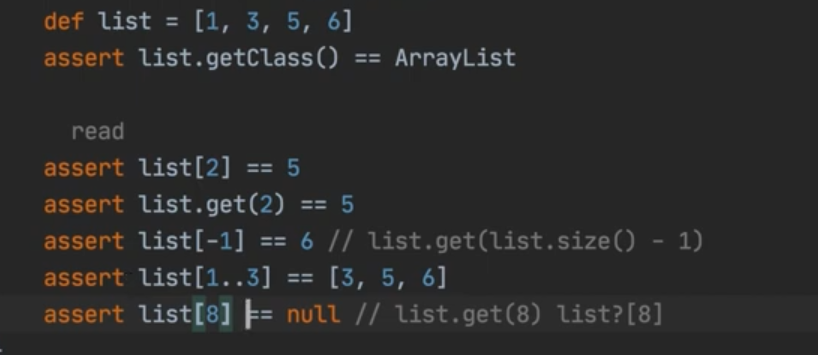 def list = [1, 3, 5, 6]
assert list.getClass() == ArrayList
read
assert list[2] == 5
assert list.get(2) == 5
assert list[-1] == 6 // list.get(list.size() - 1)
assert list[1..3] == [3, 5, 6]
assert list[8] == null // list.get(8) list?[8]